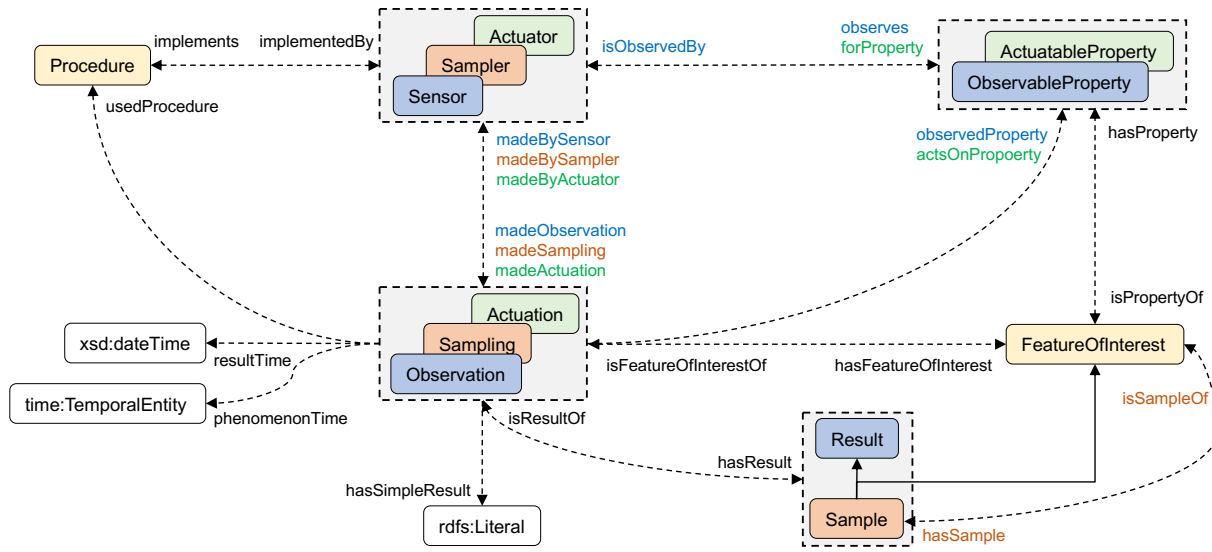 Actuator
Sampler
Sensor
implements
implementedBy
Procedure
usedProcedure
isObservedBy
observes
forProperty
ActuatableProperty
ObservableProperty
madeBySensor
madeBySampler
madeByActuator
observedProperty
actsOnPropoerty
hasProperty
madeObservation
madeSampling
madeActuation
isPropertyOf
Actuation
Sampling
Observation
xsd:dateTime
resultTime
time:TemporalEntity
phenomenonTime
isFeatureOfInterestOf
hasFeatureOfInterest
FeatureOfInterest
isSampleOf
isResultOf
hasResult
Result
Sample
hasSample
hasSimpleResult
rdfs:Literal